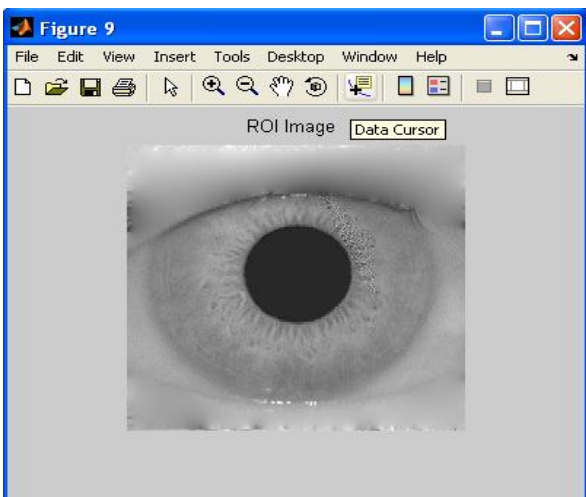 Figure 9
File Edit View Insert Tools Desktop Window Help
ROI Image
Data Cursor